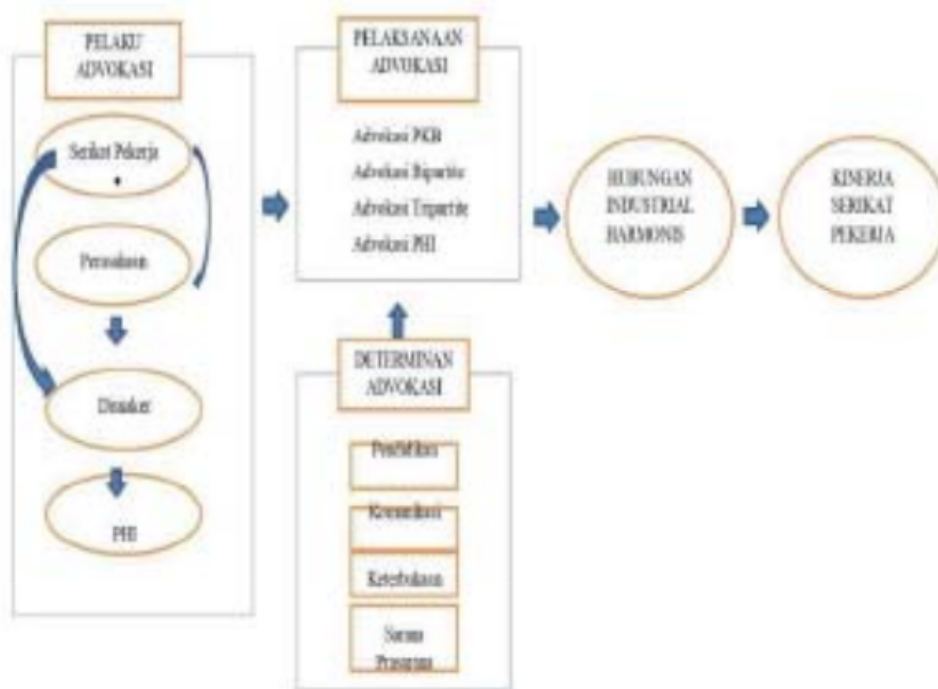 PELAKU
ADVOKASI
Serikat Pekerja
Perusahaan
Disnaker
PHI
PELAKSANAAN
ADVOKASI
Advokasi PKB
Advokasi Bipartite
Advokasi Tripartite
Advokasi PHI
DETERMINAN
ADVOKASI
Pendidikan
Komunikasi
Keterbukaan
Sarana
Prasarana
HUBUNGAN
INDUSTRIAL
HARMONIS
KINERJA
SERIKAT
PEKERJA